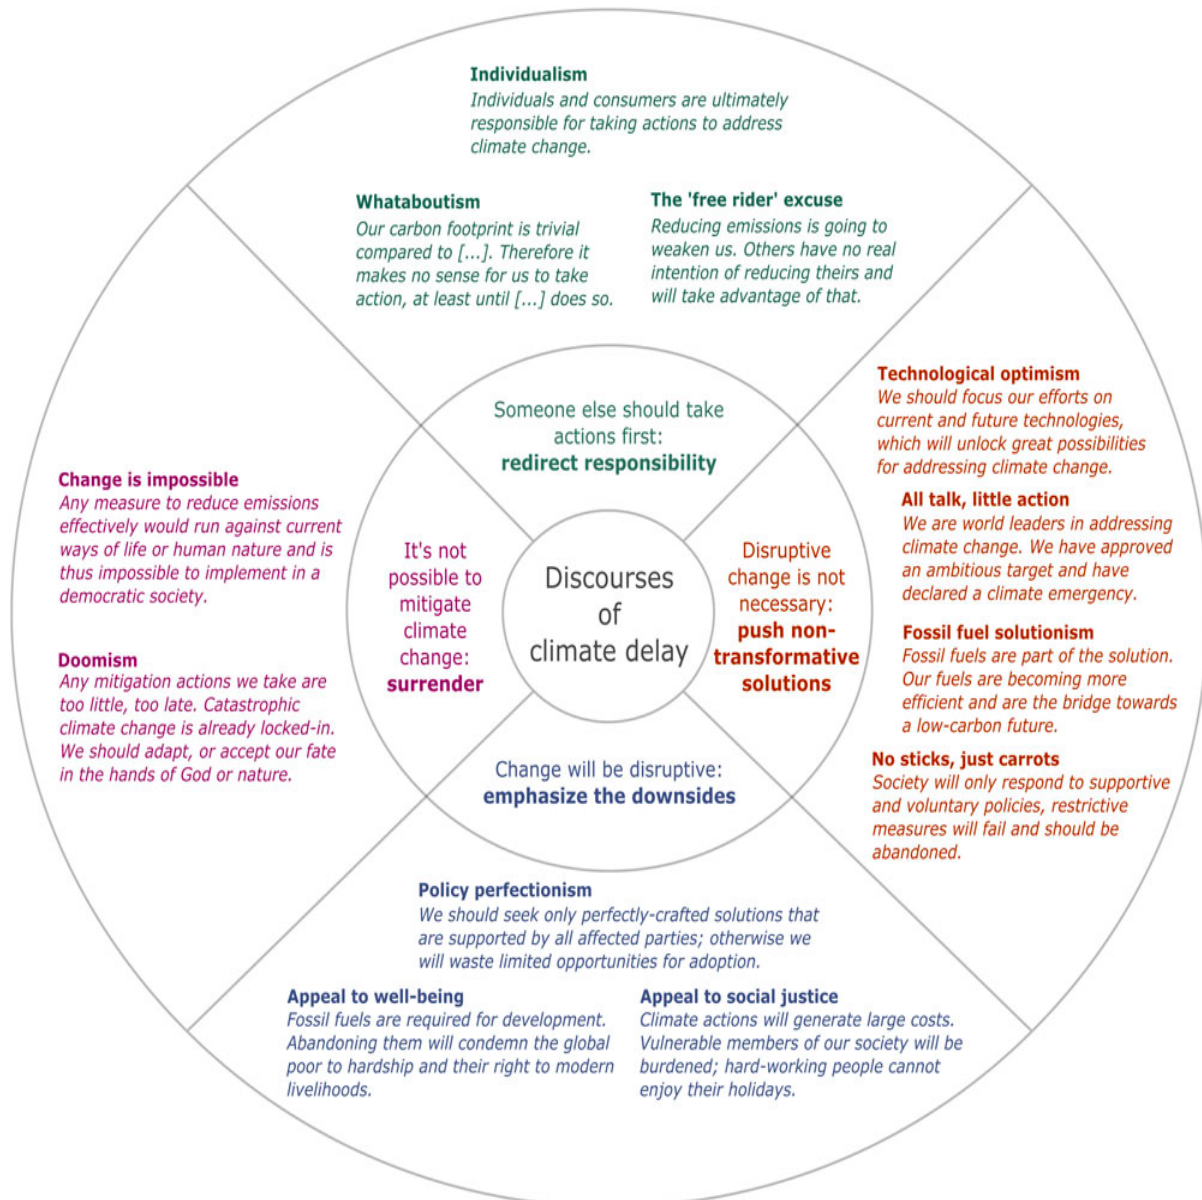 Individualism
Individuals and consumers are ultimately
responsible for taking actions to address
climate change.
Whataboutism
Our carbon footprint is trivial
compared to [...]. Therefore it
makes no sense for us to take
action, at least until [...] does so.
The 'free rider' excuse
Reducing emissions is going to
weaken us. Others have no real
intention of reducing theirs and
will take advantage of that.
Someone else should take
actions first:
redirect responsibility
Technological optimism
We should focus our efforts on
current and future technologies,
which will unlock great possibilities
for addressing climate change.
All talk, little action
We are world leaders in addressing
climate change. We have approved
an ambitious target and have
declared a climate emergency.
Fossil fuel solutionism
Fossil fuels are part of the solution.
Our fuels are becoming more
efficient and are the bridge towards
a low-carbon future.
No sticks, just carrots
Society will only respond to supportive
and voluntary policies, restrictive
measures will fail and should be
abandoned.
Disruptive
change is not
necessary:
push non-
transformative
solutions
Discourses
of
climate delay
It's not
possible to
mitigate
climate
change:
surrender
Change is impossible
Any measure to reduce emissions
effectively would run against current
ways of life or human nature and is
thus impossible to implement in a
democratic society.
Doomism
Any mitigation actions we take are
too little, too late. Catastrophic
climate change is already locked-in.
We should adapt, or accept our fate
in the hands of God or nature.
Change will be disruptive:
emphasize the downsides
Policy perfectionism
We should seek only perfectly-crafted solutions that
are supported by all affected parties; otherwise we
will waste limited opportunities for adoption.
Appeal to well-being
Fossil fuels are required for development.
Abandoning them will condemn the global
poor to hardship and their right to modern
livelihoods.
Appeal to social justice
Climate actions will generate large costs.
Vulnerable members of our society will be
burdened; hard-working people cannot
enjoy their holidays.